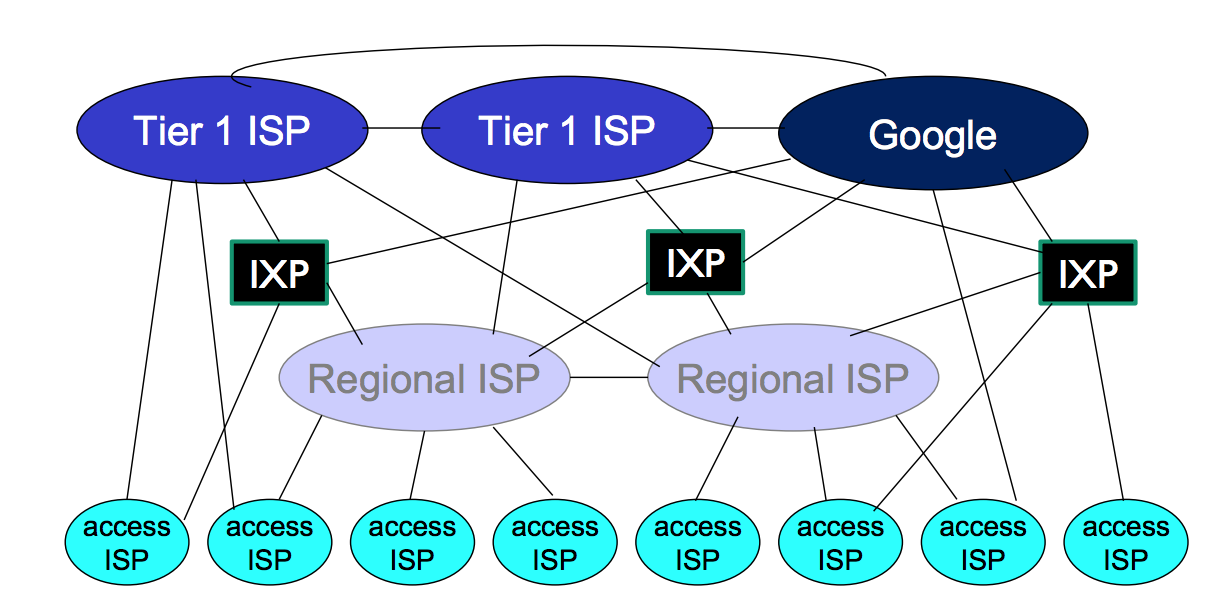 Tier 1 ISP
Tier 1 ISP
Google
IXP
IXP
IXP
Regional ISP
Regional ISP
access
ISP
access
ISP
access
ISP
access
ISP
access
ISP
access
ISP
access
ISP
access
ISP